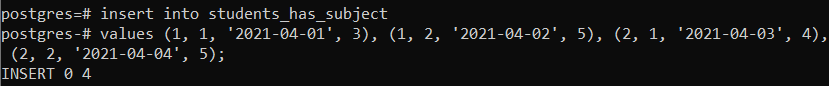 postgres=# insert into students_has_subject
postgres-# values (1, 1, '2021-04-01', 3), (1, 2, '2021-04-02', 5), (2, 1, '2021-04-03', 4),
 (2, 2, '2021-04-04', 5);
INSERT 0 4